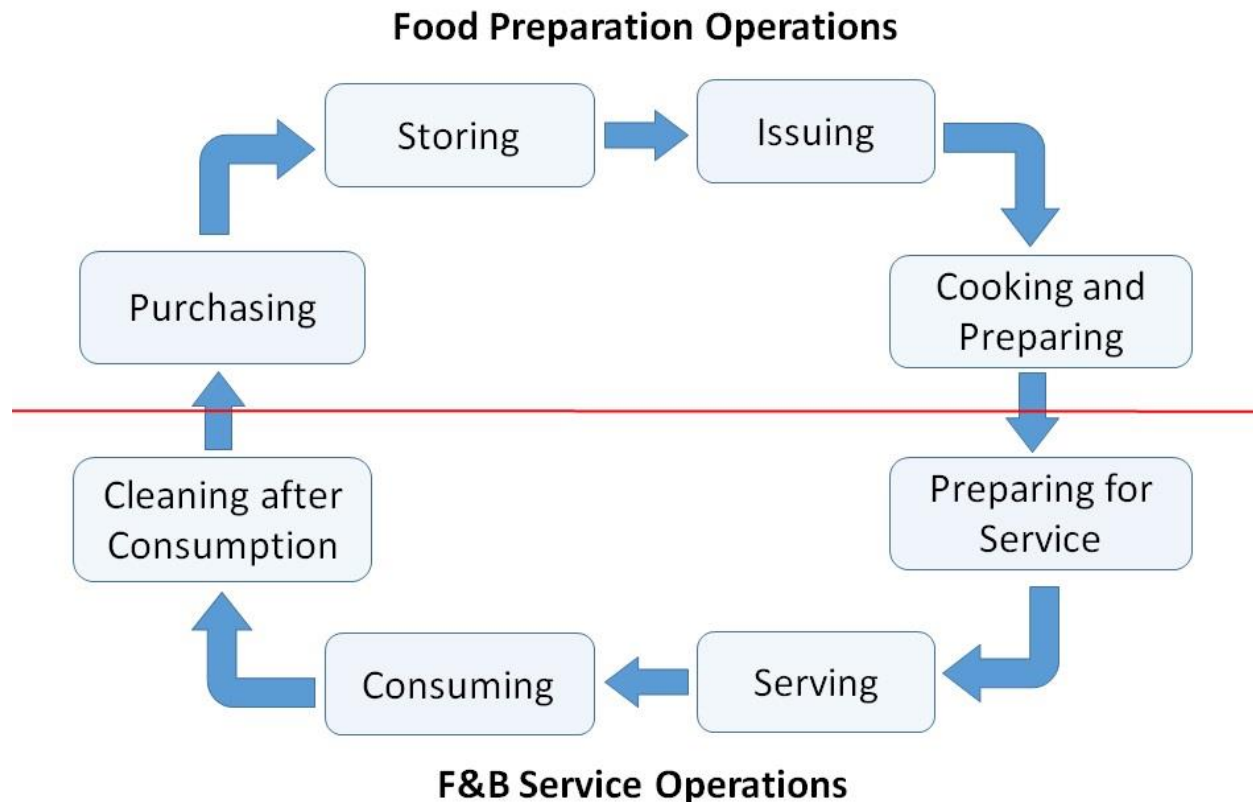 Food Preparation Operations
Storing
Issuing
Purchasing
Cooking and
Preparing
Cleaning after
Consumption
Preparing for
Service
Consuming
Serving
F&B Service Operations